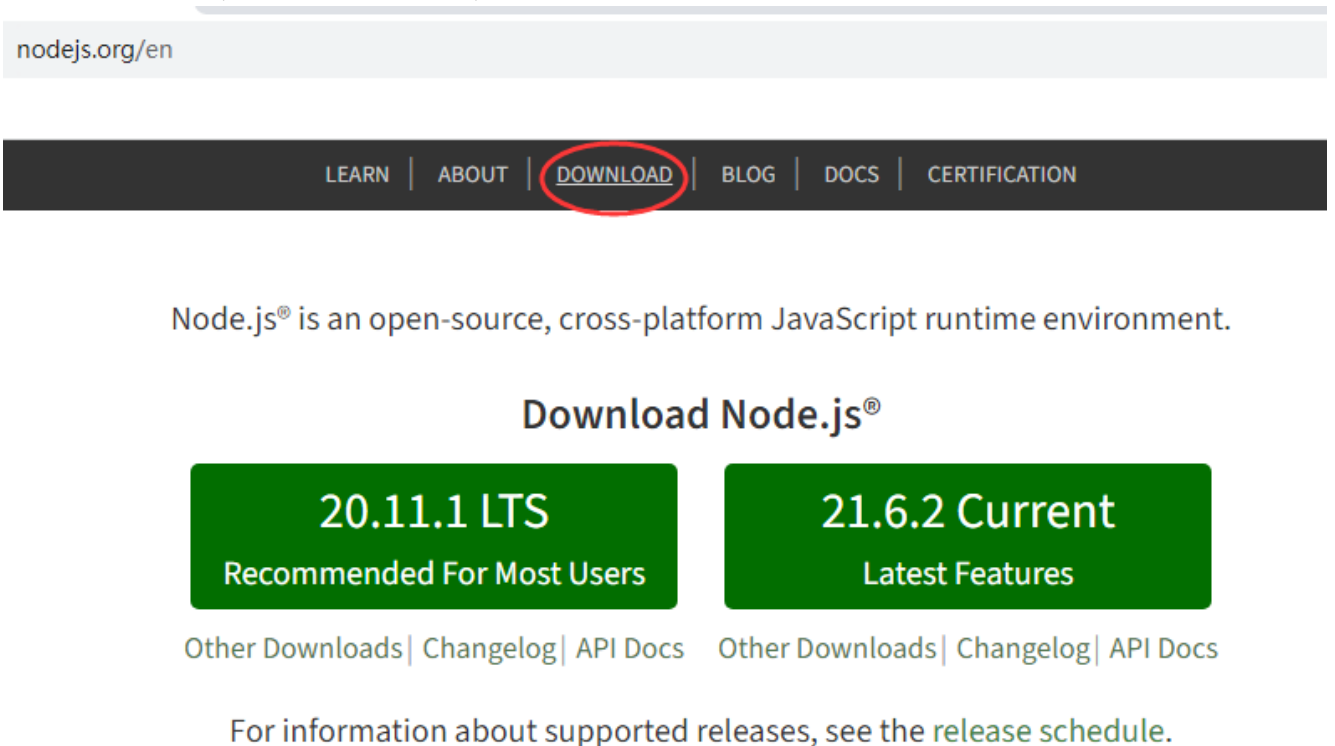 nodejs.org/en
LEARN | ABOUT | DOWNLOAD | BLOG | DOCS | CERTIFICATION
Node.js® is an open-source, cross-platform JavaScript runtime environment.
Download Node.js®
20.11.1 LTS
Recommended For Most Users
21.6.2 Current
Latest Features
Other Downloads| Changelog| API Docs
Other Downloads| Changelog| API Docs
For information about supported releases, see the release schedule.